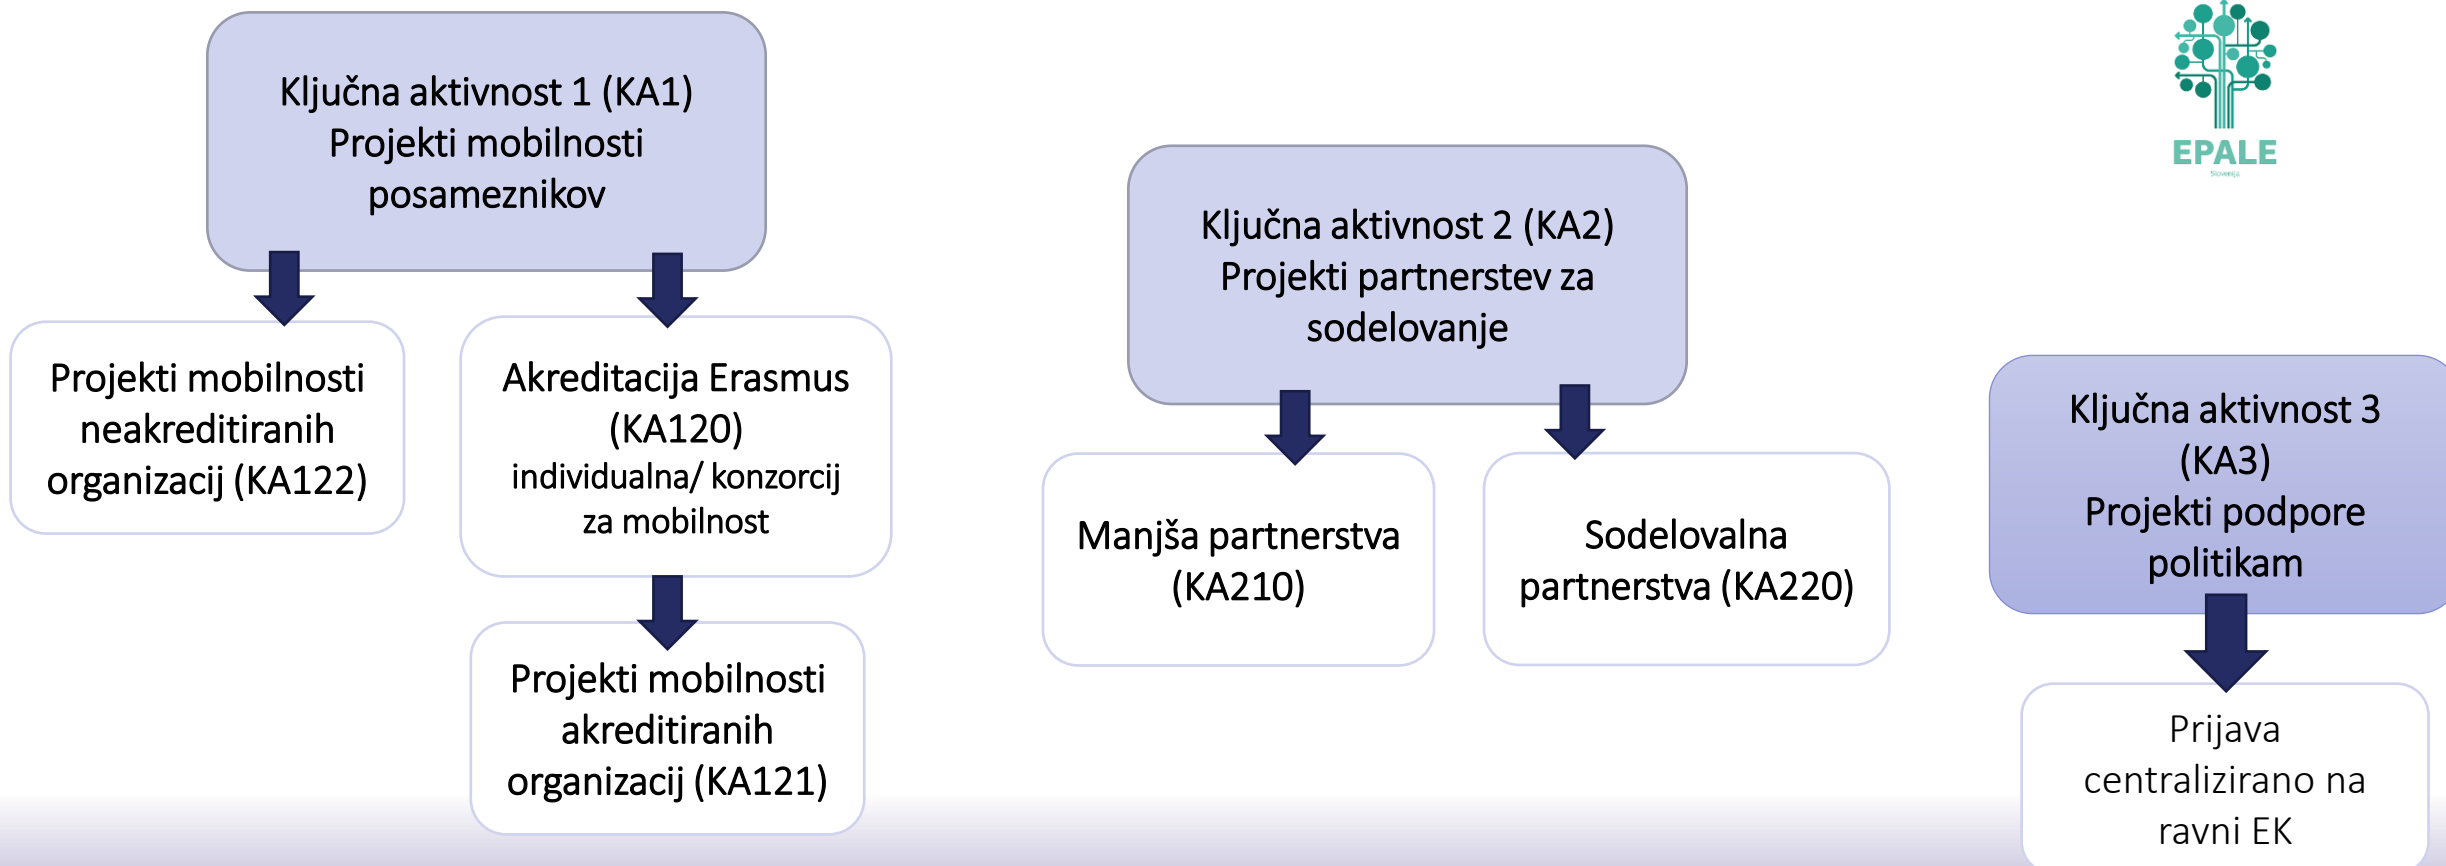 Ključna aktivnost 1 (KA1)
Projekti mobilnosti
posameznikov
Projekti mobilnosti
neakreditiranih
organizacij (KA122)
Akreditacija Erasmus
(KA120)
individualna/ konzorcij
za mobilnost
Projekti mobilnosti
akreditiranih
organizacij (KA121)
Ključna aktivnost 2 (KA2)
Projekti partnerstev za
sodelovanje
Manjša partnerstva
(KA210)
Sodelovalna
partnerstva (KA220)
EPALE
Slovenija
Ključna aktivnost 3
(KA3)
Projekti podpore
politikam
Prijava
centralizirano na
ravni EK